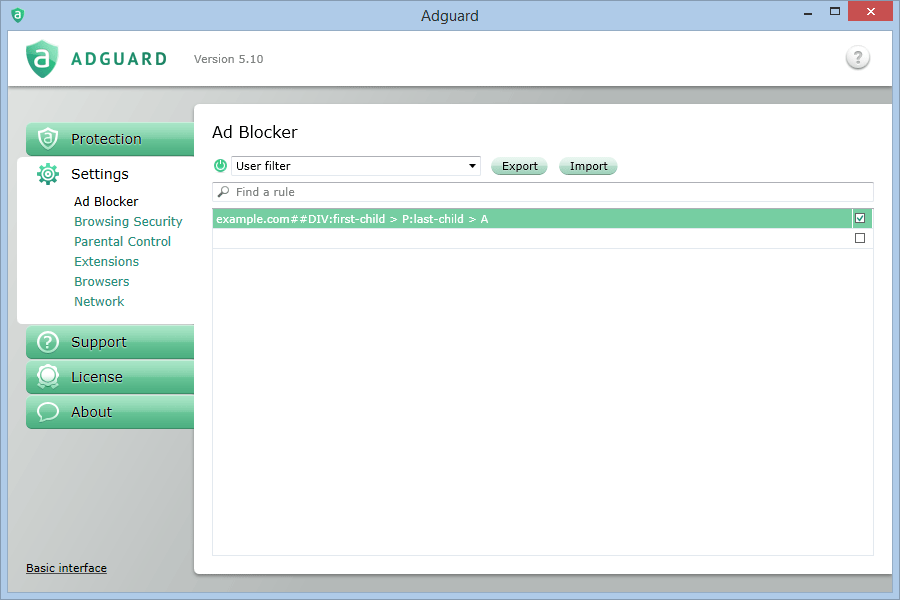 Adguard
ADGUARD
Version 5.10
?
Protection
Settings
Ad Blocker
Browsing Security
Parental Control
Extensions
Browsers
Network
Support
License
About
Basic interface
Ad Blocker
User filter
Export
Import
Find a rule
example.com##DIV:first-child > P:last-child > A